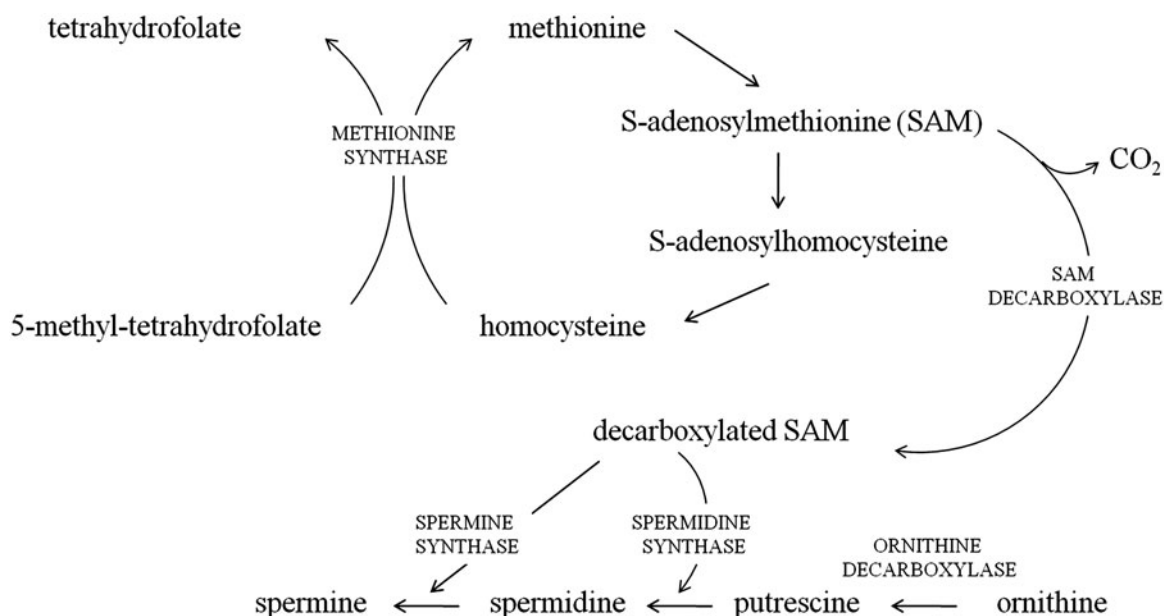 tetrahydrofolate
methionine
S-adenosylmethionine (SAM)
METHIONINE
SYNTHASE
CO₂
S-adenosylhomocysteine
SAM
DECARBOXYLASE
5-methyl-tetrahydrofolate
homocysteine
decarboxylated SAM
SPERMINE
SYNTHASE
SPERMIDINE
SYNTHASE
ORNITHINE
DECARBOXYLASE
spermine
spermidine
putrescine
ornithine